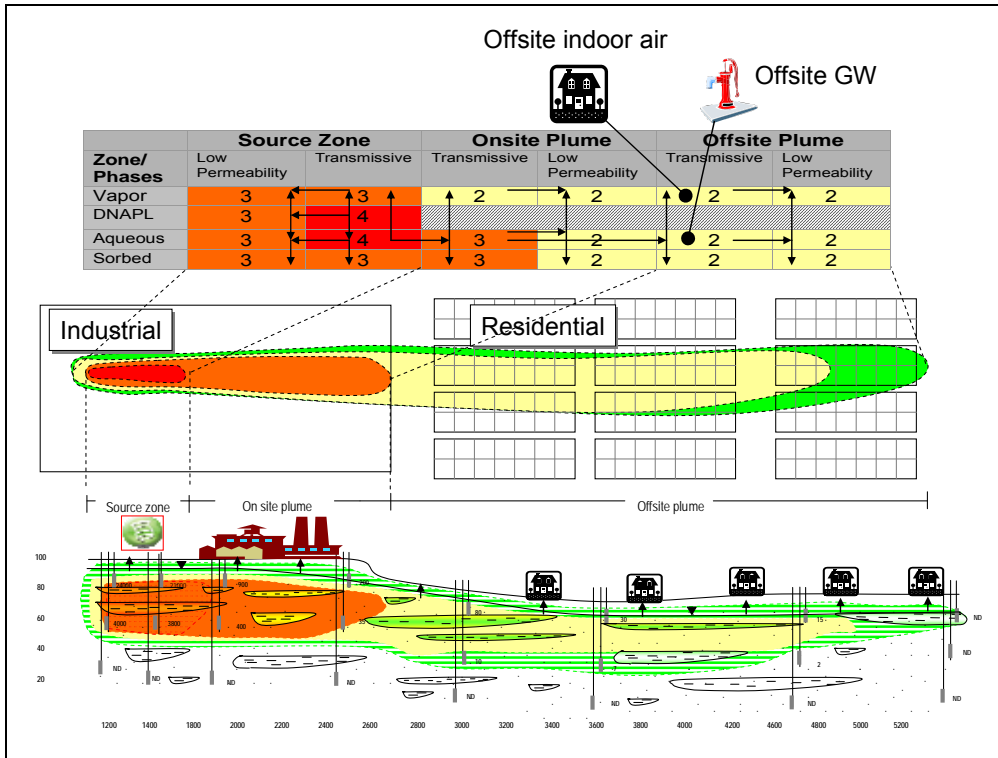 Offsite indoor air
Offsite GW
Source Zone Onsite Plume Offsite Plume
Zone/ Phases Low Permeability Transmissive Transmissive Low Permeability Transmissive Low Permeability
Vapor 3 3 2 2 2 2
DNAPL 3 4
Aqueous 3 4 3 2 2 2
Sorbed 3 3 3 2 2 2
Industrial
Residential
Source zone On site plume Offsite plume
100
80
60
40
20
4000 3800 400
80
30
15
10
2
ND ND ND ND ND ND ND ND ND
1200 1400 1800 2000 2200 2400 2600 2800 3000 3200 3400 3600 3800 4000 4200 4600 4800 5000 5200